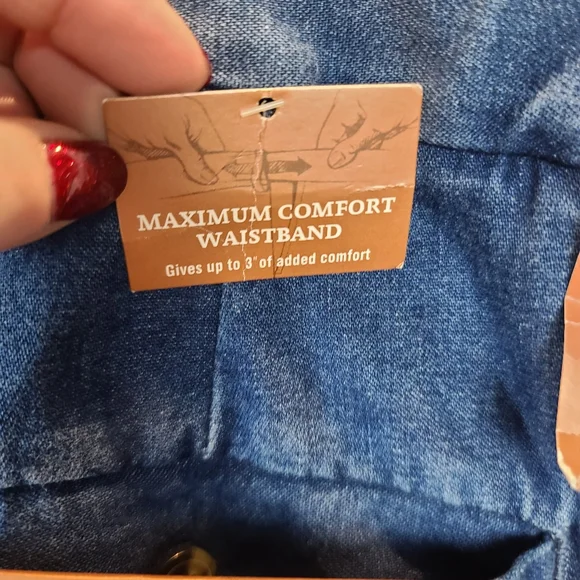 MAXIMUM COMFORT
WAISTBAND
Gives up to 3" of added comfort